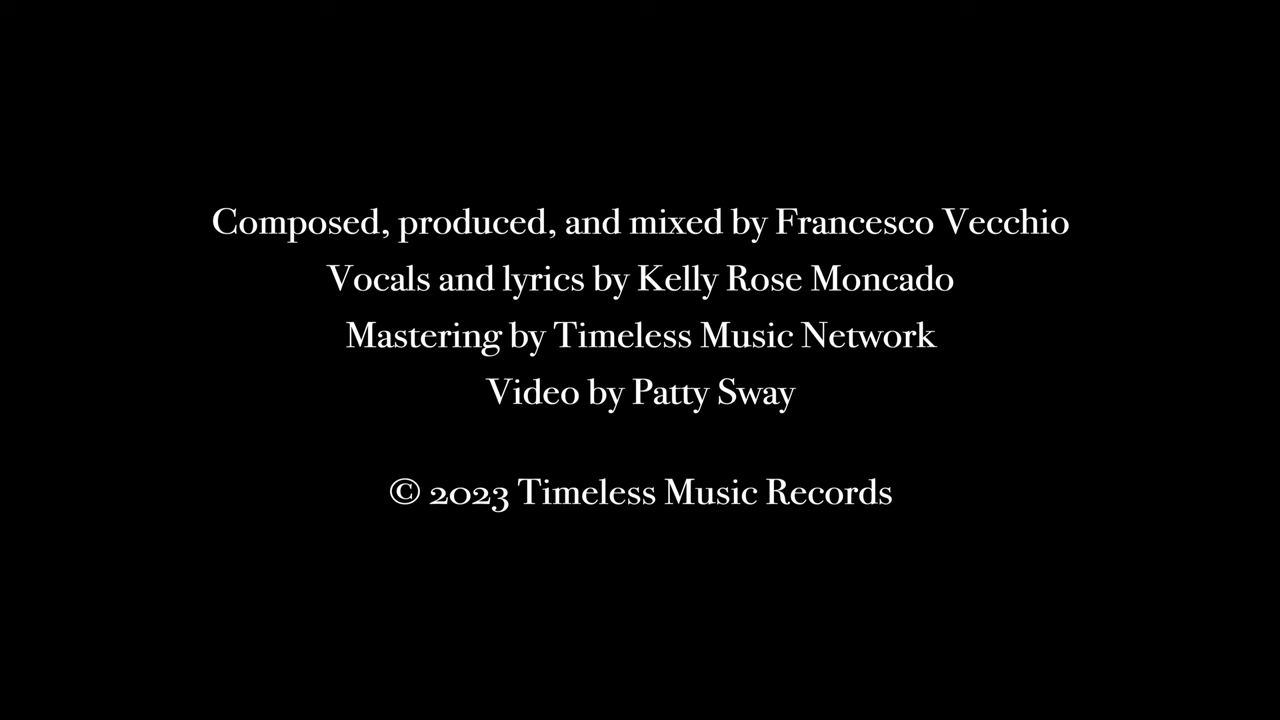 Composed, produced, and mixed by Francesco Vecchio
Vocals and lyrics by Kelly Rose Moncado
Mastering by Timeless Music Network
Video by Patty Sway
© 2023 Timeless Music Records